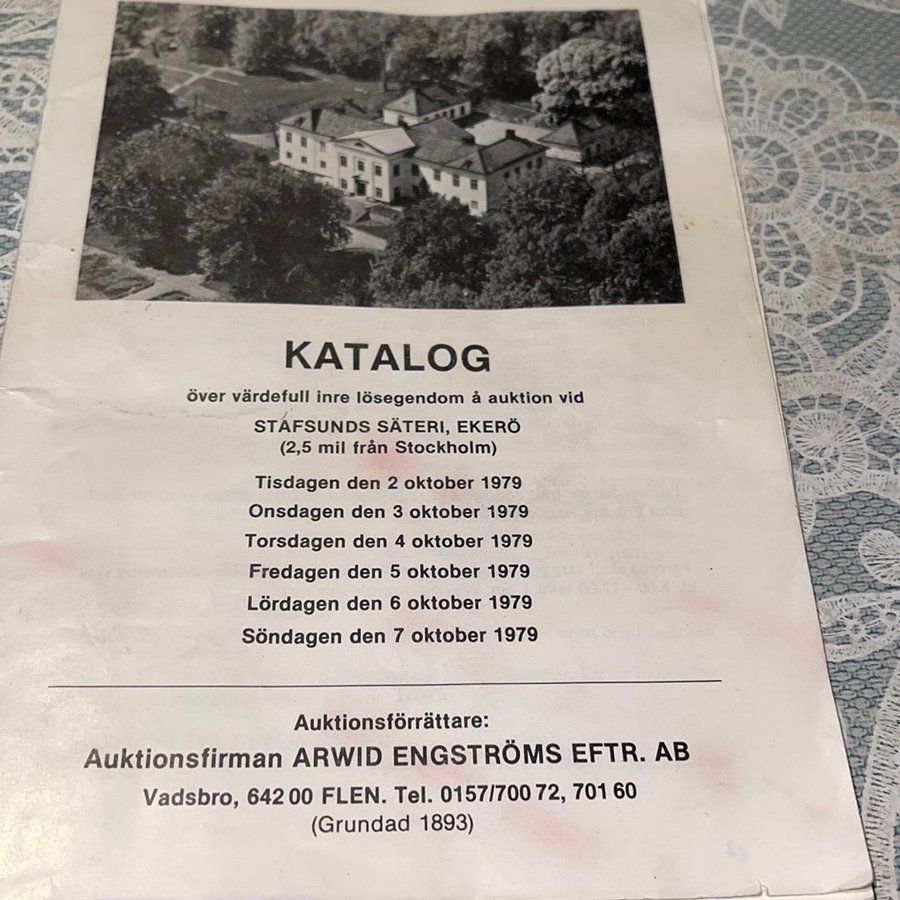 KATALOG
över värdefull inre lösegendom å auktion vid
STAFSUNDS SÄTERI, EKERÖ
(2,5 mil från Stockholm)
Tisdagen den 2 oktober 1979
Onsdagen den 3 oktober 1979
Torsdagen den 4 oktober 1979
Fredagen den 5 oktober 1979
Lördagen den 6 oktober 1979
Söndagen den 7 oktober 1979
Auktionsförrättare:
Auktionsfirman ARWID ENGSTRÖMS EFTR. AB
Vadsbro, 642 00 FLEN. Tel. 0157/700 72, 701 60
(Grundad 1893)